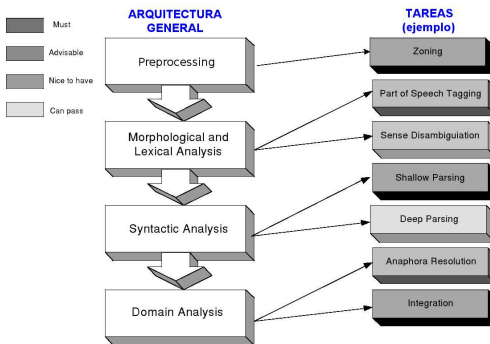 Must
Advisable
Nice to have
Can pass
ARQUITECTURA
GENERAL
Preprocessing
Morphological and
Lexical Analysis
Syntactic Analysis
Domain Analysis
TAREAS
(ejemplo)
Zoning
Part of Speech Tagging
Sense Disambiguiation
Shallow Parsing
Deep Parsing
Anaphora Resolution
Integration